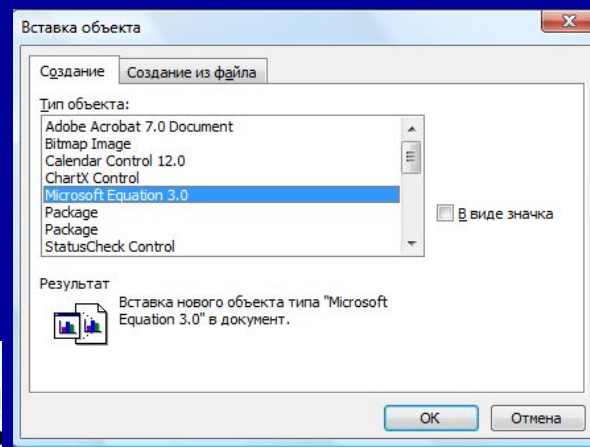 Вставка объекта
Создание
Создание из файла
Тип объекта:
Adobe Acrobat 7.0 Document
Bitmap Image
Calendar Control 12.0
ChartX Control
Microsoft Equation 3.0
Package
Package
StatusCheck Control
В виде значка
Результат
Вставка нового объекта типа "Microsoft
Equation 3.0" в документ.
OK
Отмена